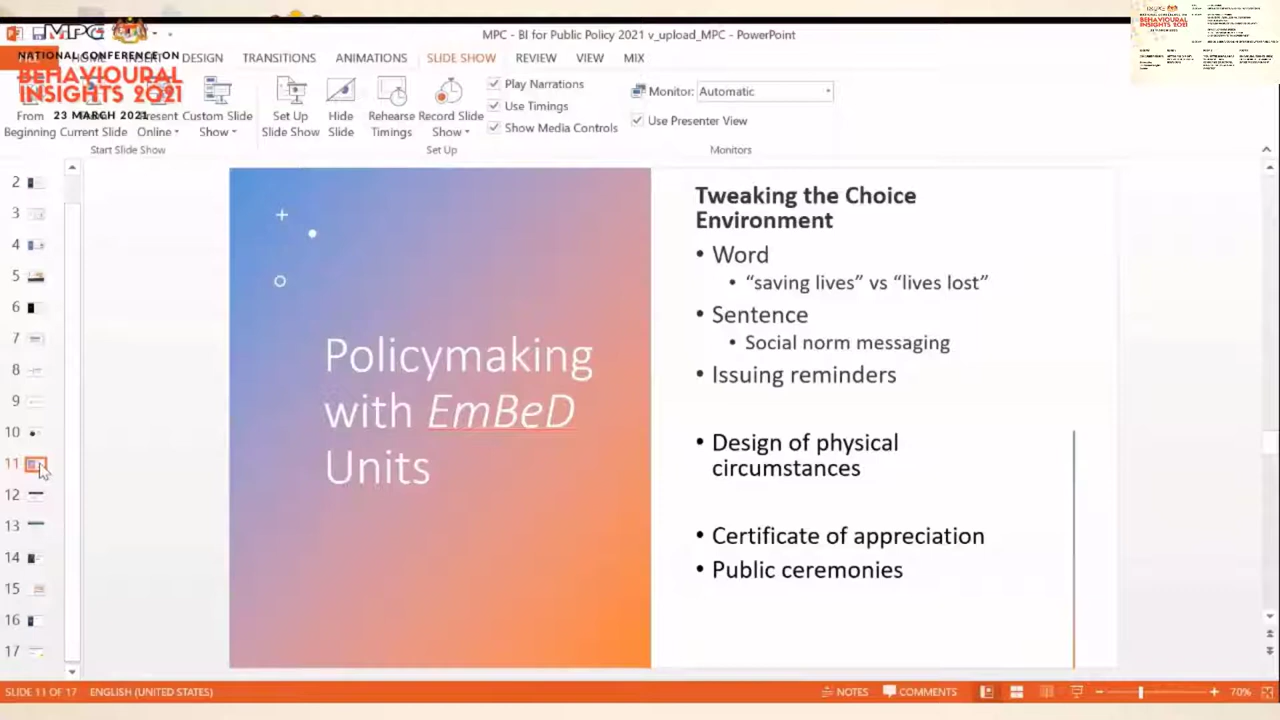 MPC
MPC - BI for Public Policy 2021 v_upload_MPC - PowerPoint
NATIONAL CONFERENCE ON
BEHAVIOURAL
INSIGHTS 2021
23 MARCH 2021
HOME INSERT DESIGN TRANSITIONS ANIMATIONS SLIDE SHOW REVIEW VIEW MIX
From
Beginning
Current Slide
Present
Online
Custom Slide
Show
Set Up
Slide Show
Hide
Slide
Rehearse
Timings
Record Slide
Show
Play Narrations
Use Timings
Show Media Controls
Monitor: Automatic
Use Presenter View
Start Slide Show
Set Up
Monitors
BEHAVIOURAL
INSIGHTS 2021
2
3
4
5
6
7
8
9
10
11
12
13
14
15
16
17
Policymaking
with EmBeD
Units
Tweaking the Choice
Environment
• Word
• “saving lives” vs “lives lost”
• Sentence
• Social norm messaging
• Issuing reminders
• Design of physical
circumstances
• Certificate of appreciation
• Public ceremonies
SLIDE 11 OF 17 ENGLISH (UNITED STATES) NOTES COMMENTS 70%